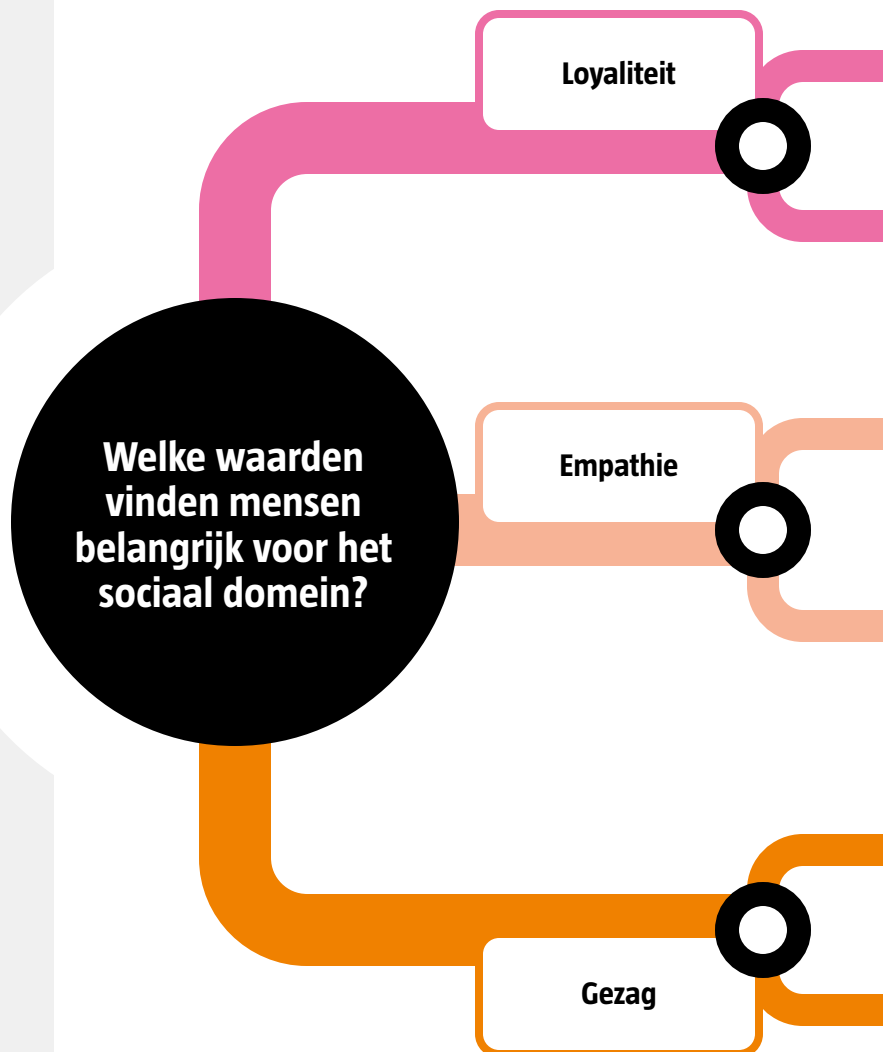 Loyaliteit
Welke waarden
vinden mensen
belangrijk voor het
sociaal domein?
Empathie
Gezag